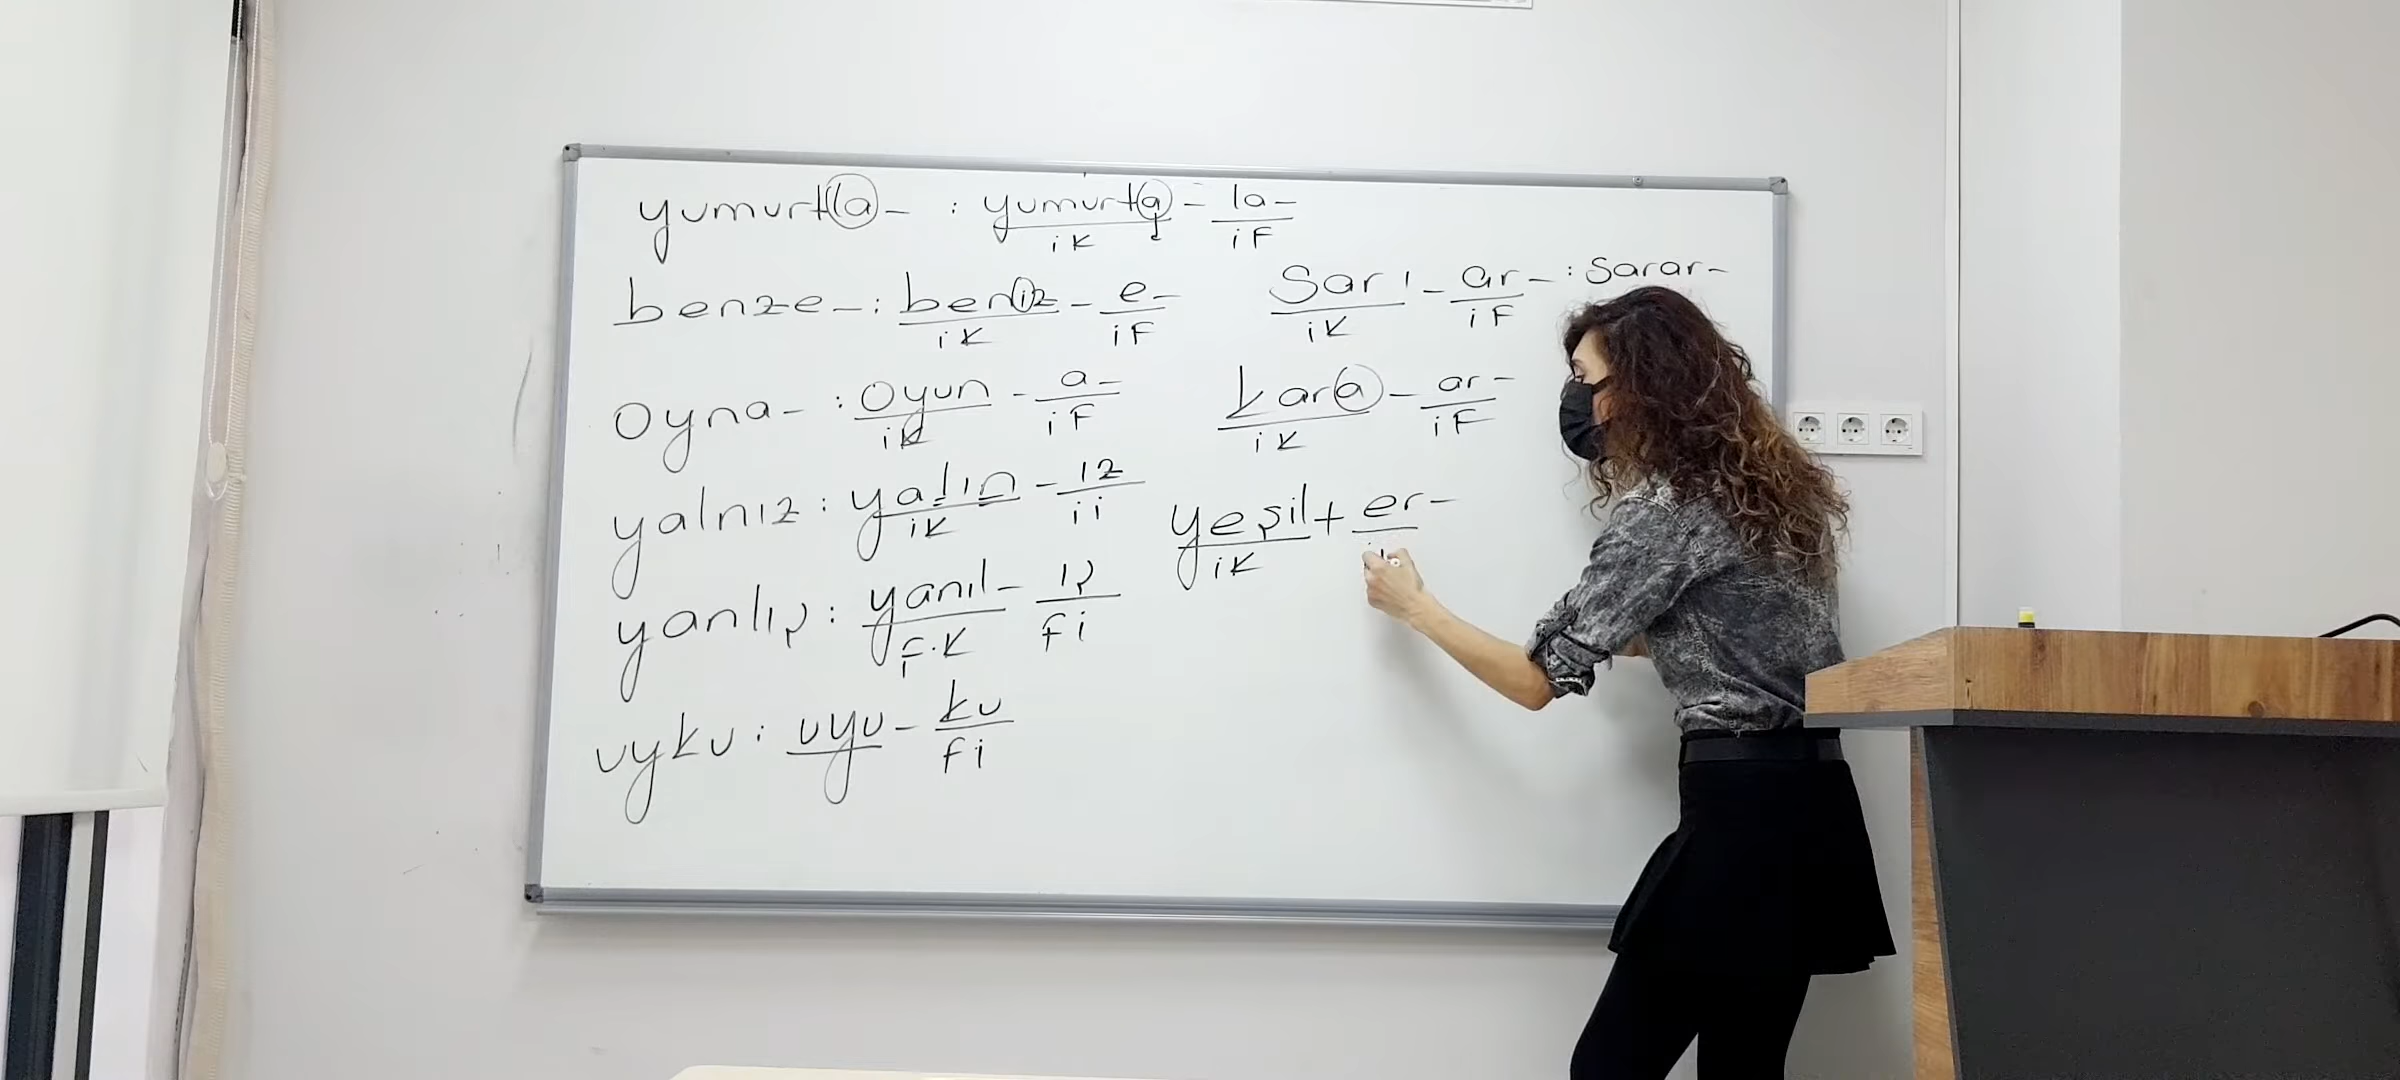 yumurtla- : yumurta - la-
iK iF
benze- : beniz - e-
iK iF
oyna- : oyun - a-
iK iF
yalnız : yalın - ız
iK ii
yanlış : yanıl - ış
F.K Fi
uyku : uyu - ku
Fi
Sarı - ar- : Sarar-
iK iF
kara - ar-
iK iF
yeşil + er-
iK